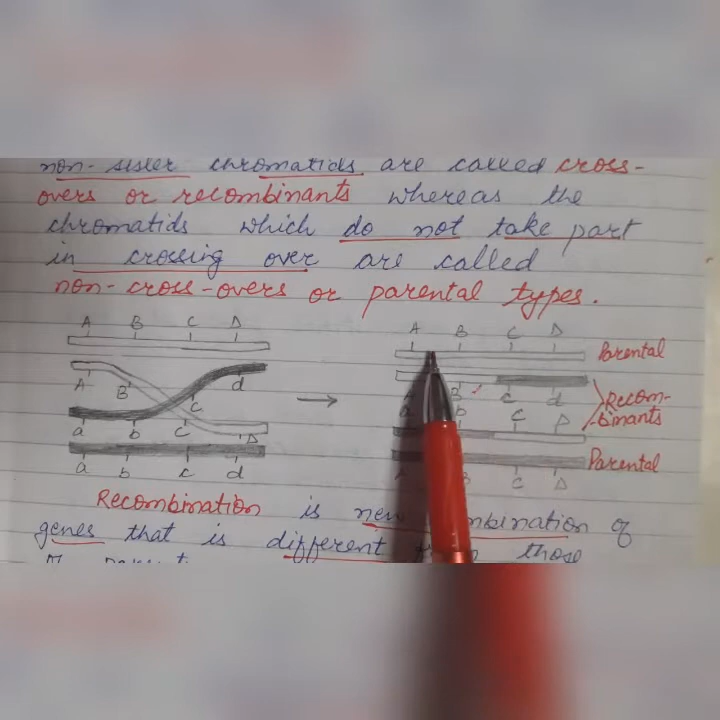 non-sister chromatids are called cross-
overs or recombinants whereas the
chromatids which do not take part
in crossing over are called
non-cross-overs or parental types.
A B C D
A B C D
Parental
A B c d
a b C D
a b c d
A B c d
a b C D
Recom-
binants
C D
Parental
Recombination is new combination of
genes that is different from those